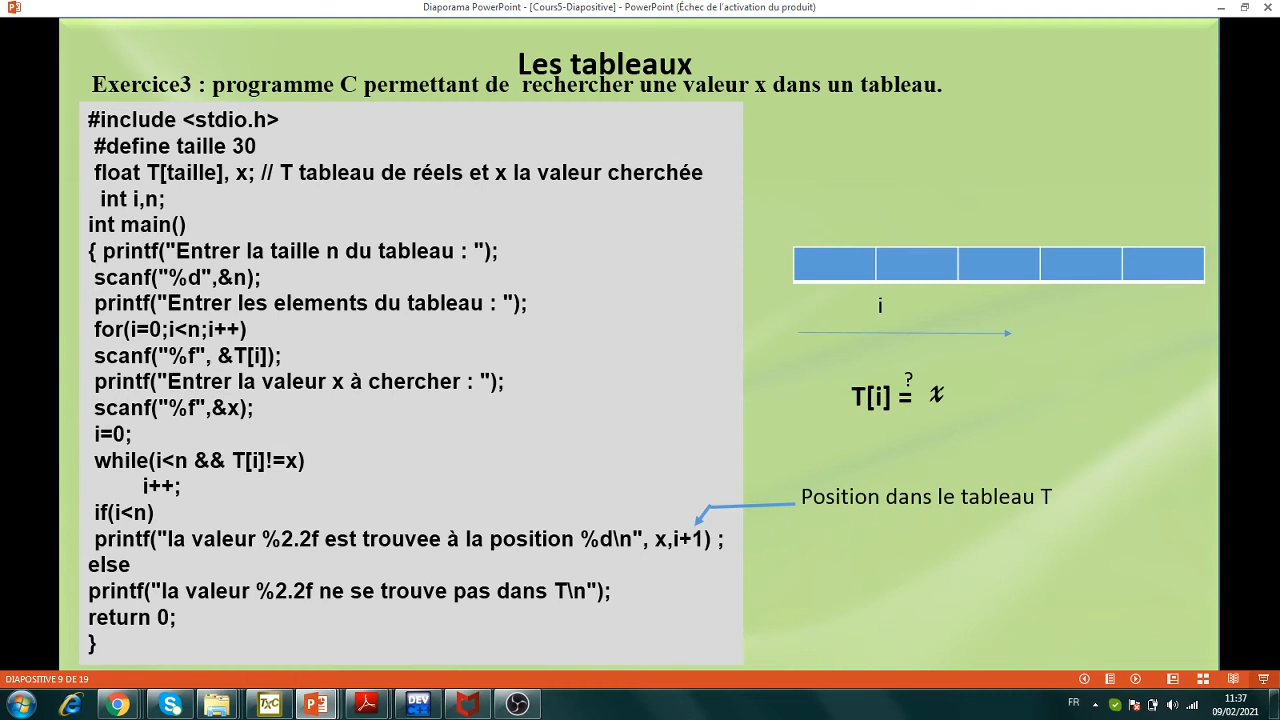 Diaporama PowerPoint - [Cours5-Diapositive] - PowerPoint (Échec de l'activation du produit)
Les tableaux
Exercice3 : programme C permettant de rechercher une valeur x dans un tableau.
#include <stdio.h>
#define taille 30
float T[taille], x; // T tableau de réels et x la valeur cherchée
int i,n;
int main()
{ printf("Entrer la taille n du tableau : ");
scanf("%d",&n);
printf("Entrer les elements du tableau : ");
for(i=0;i<n;i++)
scanf("%f", &T[i]);
printf("Entrer la valeur x à chercher : ");
scanf("%f",&x);
i=0;
while(i<n && T[i]!=x)
i++;
if(i<n)
printf("la valeur %2.2f est trouvee à la position %d\n", x,i+1) ;
else
printf("la valeur %2.2f ne se trouve pas dans T\n");
return 0;
}
i
?
T[i] = x
Position dans le tableau T
DIAPOSITIVE 9 DE 19
TXC
DEV
FR
11:37
09/02/2021